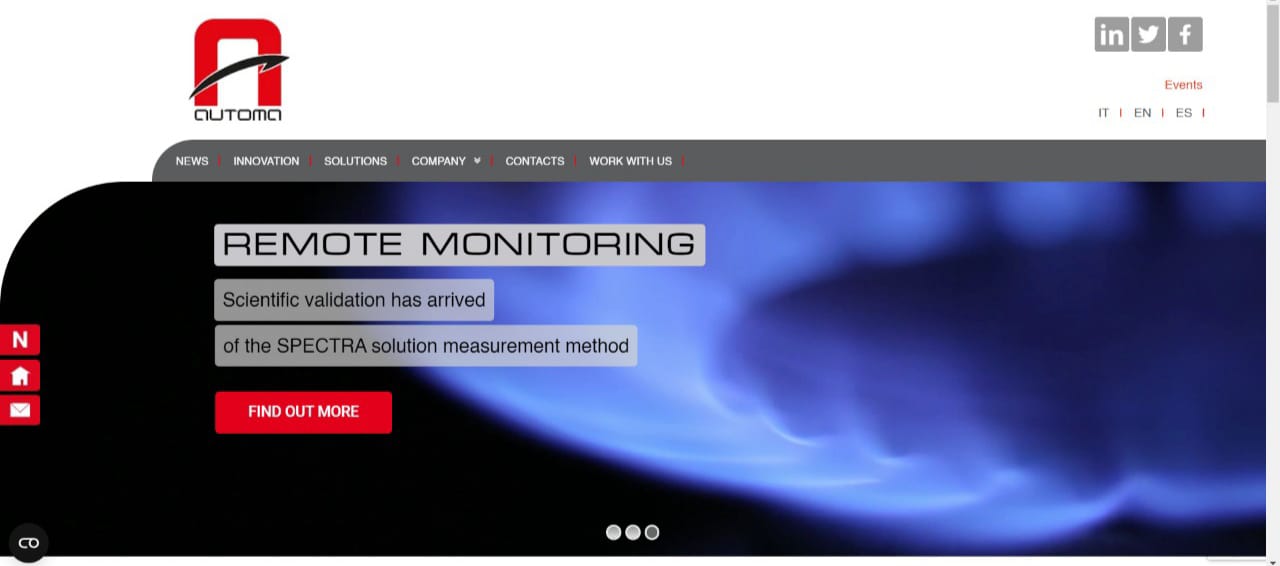 AUTOMA
in
Events
IT | EN | ES |
NEWS | INNOVATION | SOLUTIONS | COMPANY | CONTACTS | WORK WITH US |
REMOTE MONITORING
Scientific validation has arrived
of the SPECTRA solution measurement method
N
FIND OUT MORE